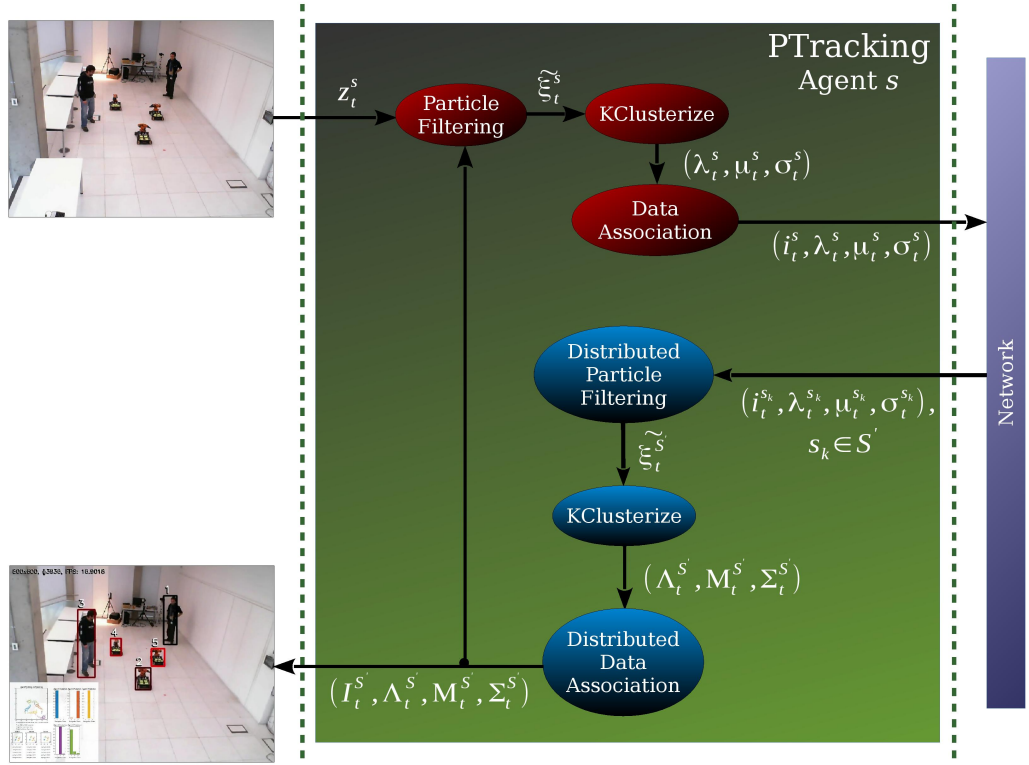 PTracking
Agent s
z_t^s
Particle
Filtering
ξ̃_t^s
KClusterize
(λ_t^s, μ_t^s, σ_t^s)
Data
Association
(i_t^s, λ_t^s, μ_t^s, σ_t^s)
Network
Distributed
Particle
Filtering
(i_t^{s_k}, λ_t^{s_k}, μ_t^{s_k}, σ_t^{s_k}),
s_k ∈ S'
ξ̃_t^{S'}
KClusterize
(Λ_t^{S'}, M_t^{S'}, Σ_t^{S'})
Distributed
Data
Association
(I_t^{S'}, Λ_t^{S'}, M_t^{S'}, Σ_t^{S'})
1
3
4
5
2